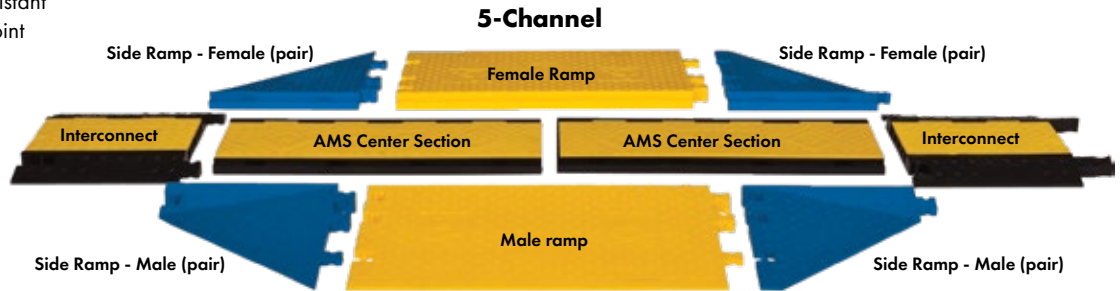 5-Channel
Side Ramp - Female (pair)
Side Ramp - Female (pair)
Female Ramp
Interconnect
AMS Center Section
AMS Center Section
Interconnect
Male ramp
Side Ramp - Male (pair)
Side Ramp - Male (pair)